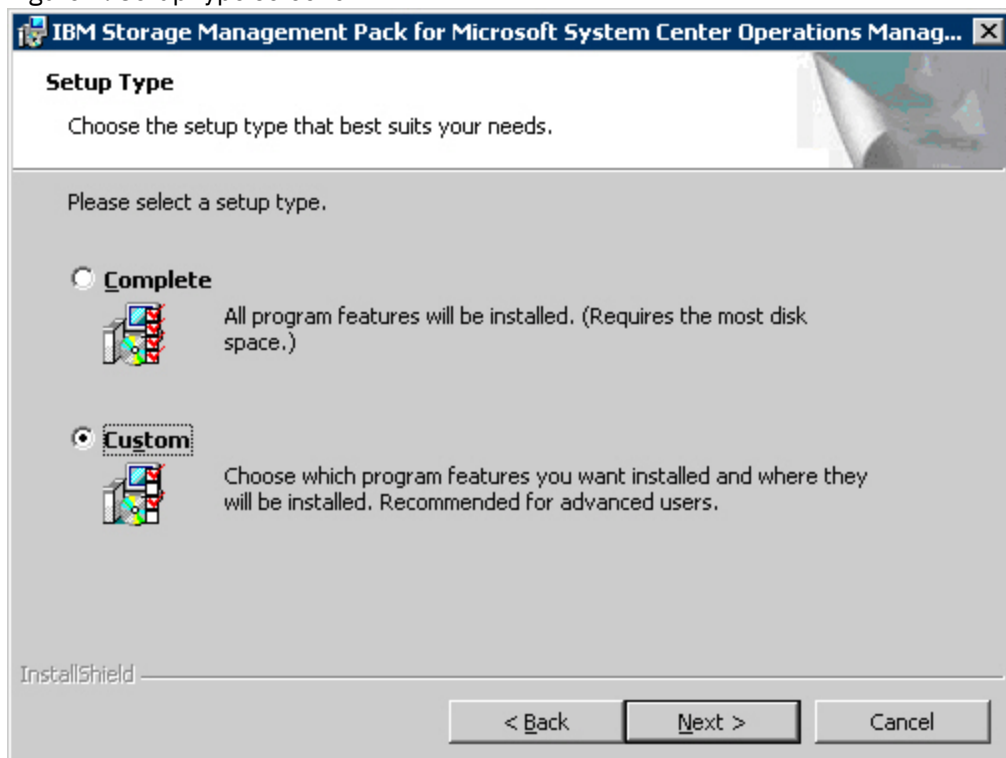 IBM Storage Management Pack for Microsoft System Center Operations Manag...
Setup Type
Choose the setup type that best suits your needs.
Please select a setup type.
Complete
All program features will be installed. (Requires the most disk
space.)
Custom
Choose which program features you want installed and where they
will be installed. Recommended for advanced users.
InstallShield
< Back Next > Cancel